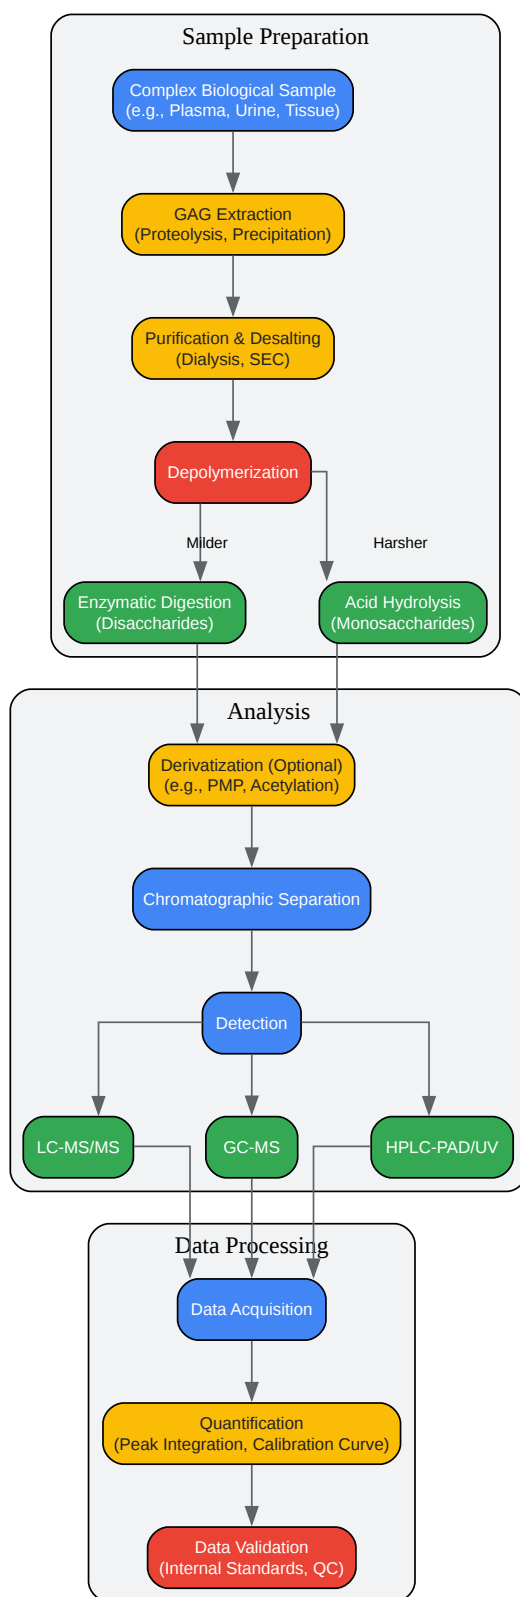 Sample Preparation
Complex Biological Sample
(e.g., Plasma, Urine, Tissue)
GAG Extraction
(Proteolysis, Precipitation)
Purification & Desalting
(Dialysis, SEC)
Depolymerization
Milder
Harsher
Enzymatic Digestion
(Disaccharides)
Acid Hydrolysis
(Monosaccharides)
Analysis
Derivatization (Optional)
(e.g., PMP, Acetylation)
Chromatographic Separation
Detection
LC-MS/MS
GC-MS
HPLC-PAD/UV
Data Processing
Data Acquisition
Quantification
(Peak Integration, Calibration Curve)
Data Validation
(Internal Standards, QC)